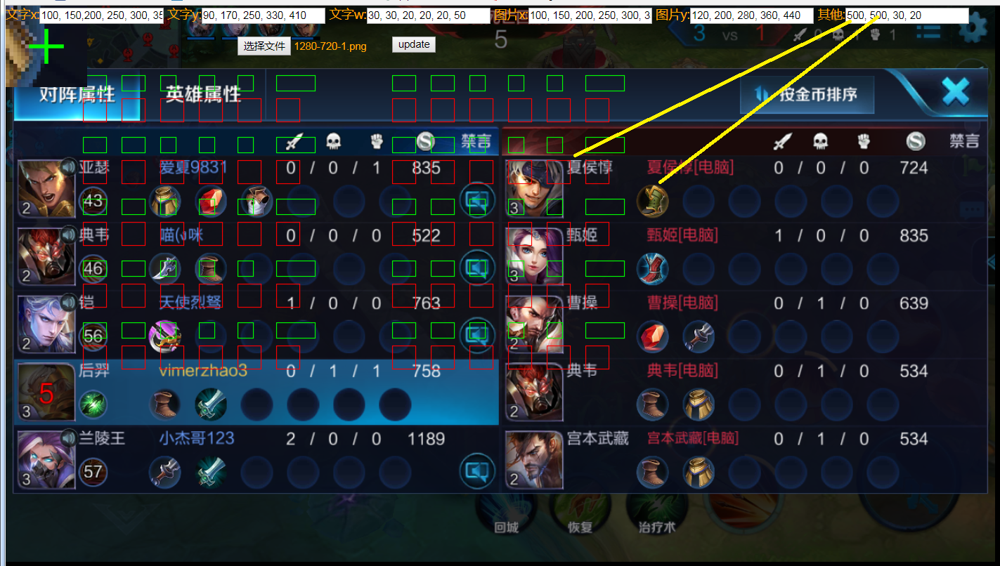 文字x: 100, 150,200, 250, 300, 35 文字y: 90, 170, 250, 330, 410 文字w: 30, 30, 20, 20, 20, 50 图片x: 100, 150, 200, 250, 300, 3 图片y: 120, 200, 280, 360, 440 其他: 500, 500, 30, 20
选择文件 1280-720-1.png update
5 3 vs 1 0 1
对阵属性 英雄属性 按金币排序
禁言 禁言
亚瑟 爱夏9831 0 / 0 / 1 835 夏侯惇 夏侯惇[电脑] 0 / 0 / 0 724
2 43 3
典韦 喵( 咪 0 / 0 / 0 522 甄姬 甄姬[电脑] 1 / 0 / 0 835
2 46 3
铠 天使烈弩 1 / 0 / 0 763 曹操 曹操[电脑] 0 / 1 / 0 639
2 56 2
后羿 vimerzhao3 0 / 1 / 1 758 典韦 典韦[电脑] 0 / 1 / 0 534
5
3 2
兰陵王 小杰哥123 2 / 0 / 0 1189 宫本武藏 宫本武藏[电脑] 0 / 1 / 0 534
3 57 2
回城 恢复 治疗术